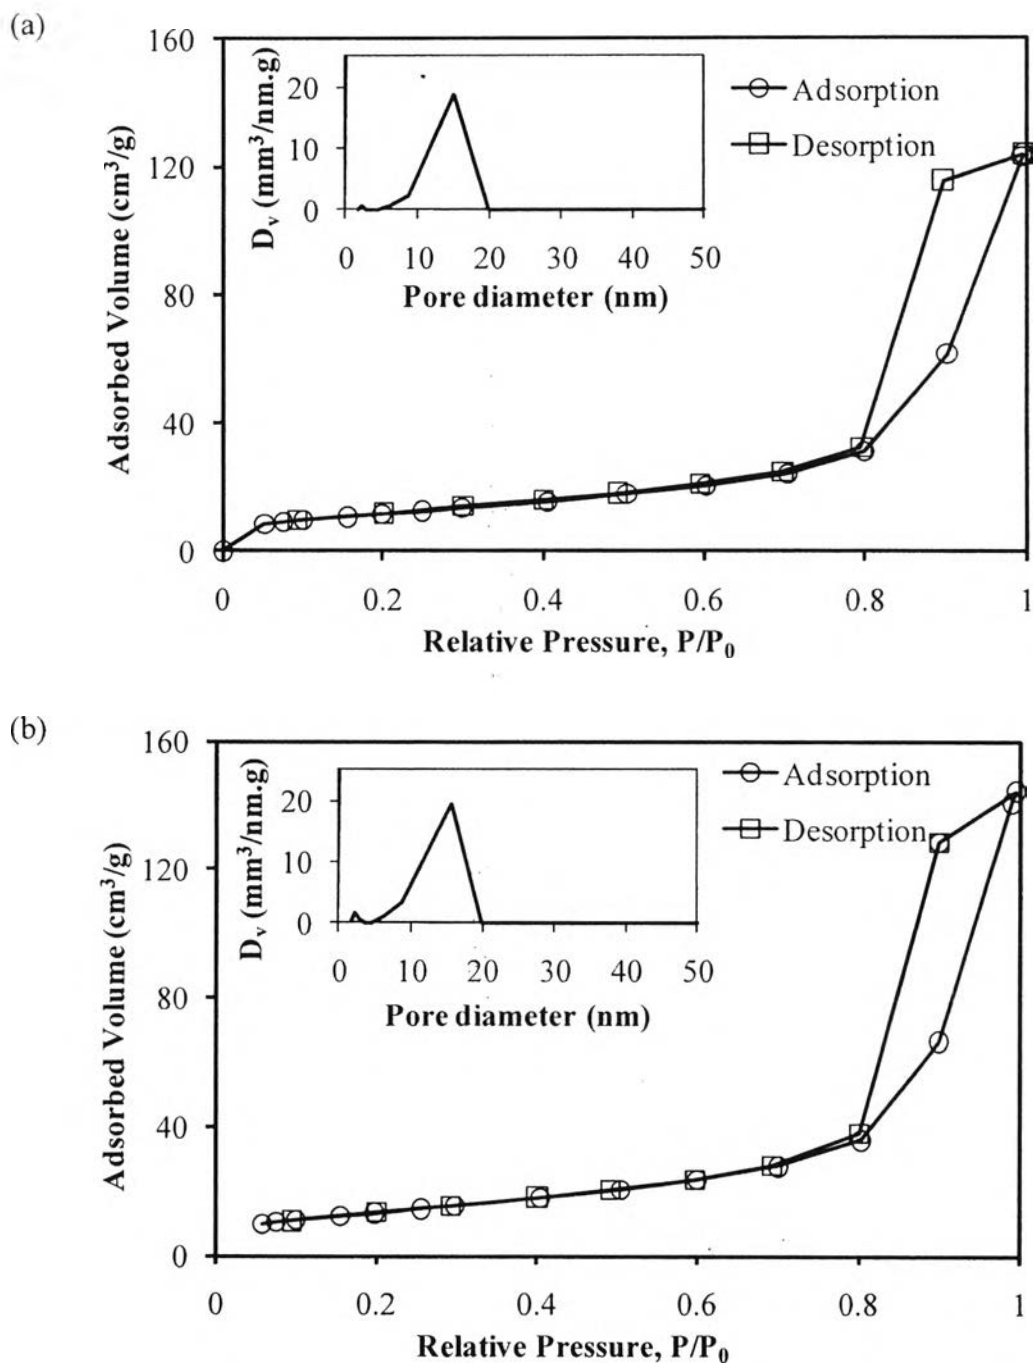 (a)
160
120
80
40
0
Adsorbed Volume (cm³/g)
20
10
0
Dᵥ (mm³/nm.g)
0 10 20 30 40 50
Pore diameter (nm)
Adsorption
Desorption
0 0.2 0.4 0.6 0.8 1
Relative Pressure, P/P₀
(b)
160
120
80
40
0
Adsorbed Volume (cm³/g)
20
10
0
Dᵥ (mm³/nm.g)
0 10 20 30 40 50
Pore diameter (nm)
Adsorption
Desorption
0 0.2 0.4 0.6 0.8 1
Relative Pressure, P/P₀